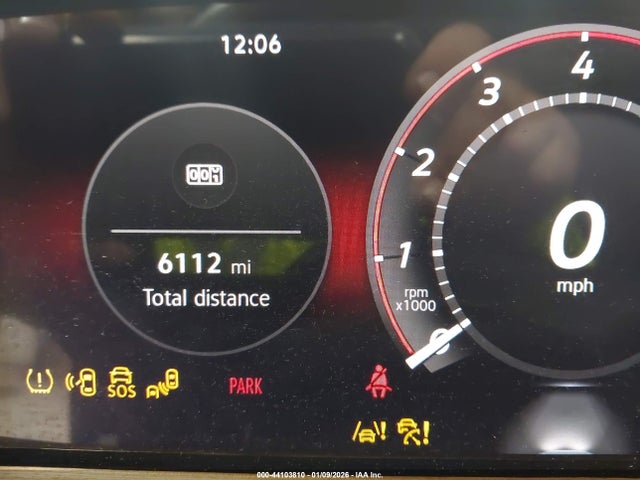 12:06
4
3
2
1
0
rpm
x1000
0
mph
6112 mi
Total distance
SOS
PARK
000-44103810 - 01/09/2026 - IAA Inc.